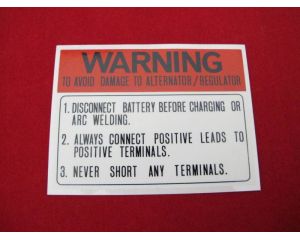 WARNING
TO AVOID DAMAGE TO ALTERNATOR/REGULATOR
1. DISCONNECT BATTERY BEFORE CHARGING OR
ARC WELDING.
2. ALWAYS CONNECT POSITIVE LEADS TO
POSITIVE TERMINALS.
3. NEVER SHORT ANY TERMINALS.